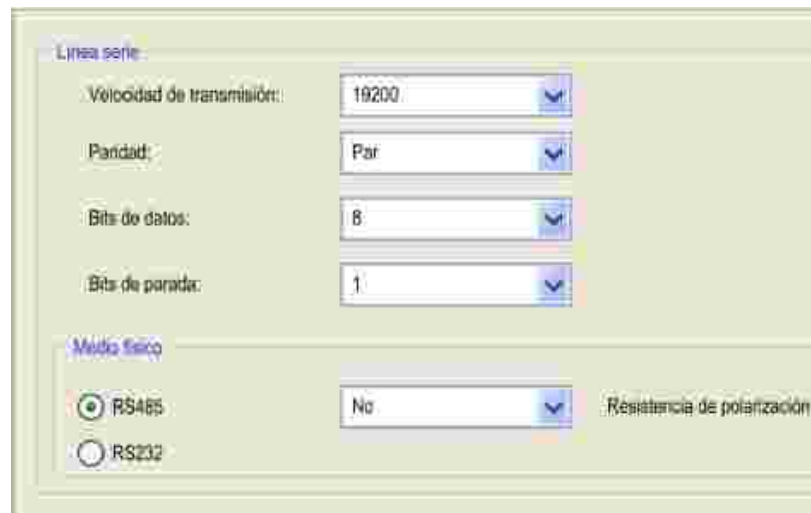 Línea serie
Velocidad de transmisión: 19200
Paridad: Par
Bits de datos: 8
Bits de parada: 1
Medio físico
RS485 No Resistencia de polarización
RS232